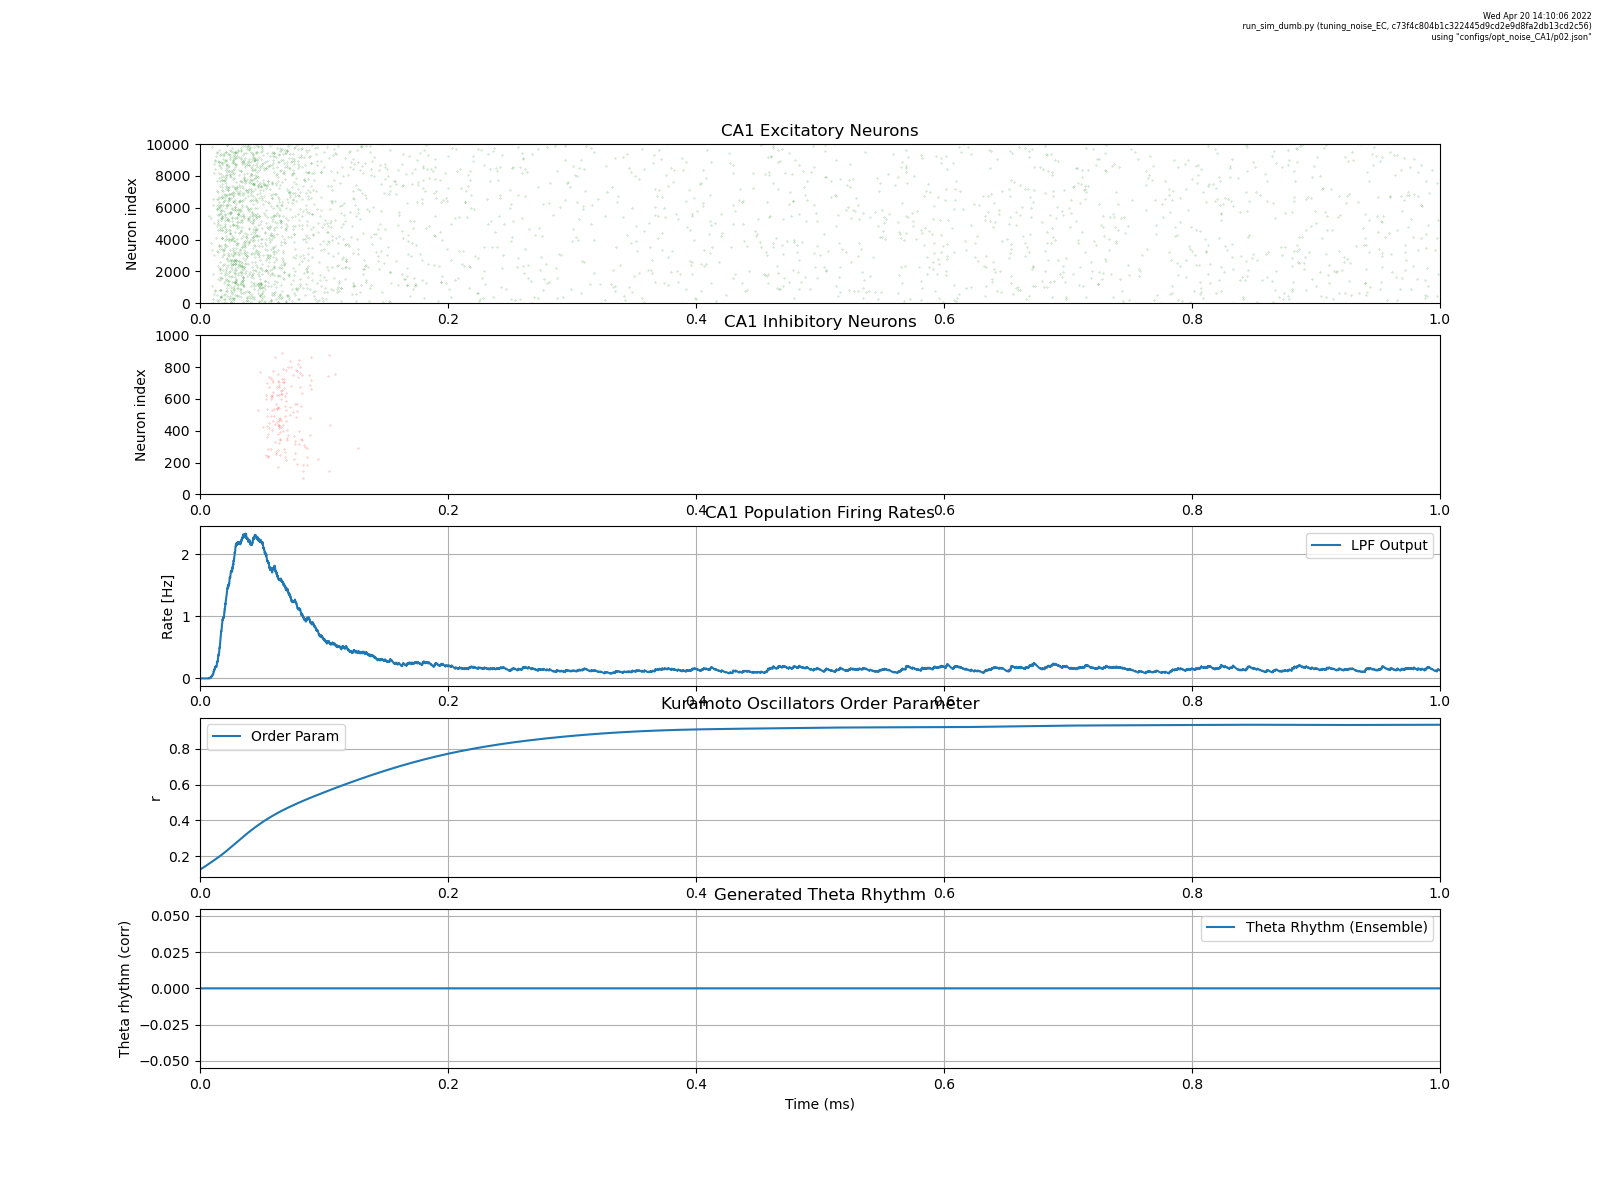 Wed Apr 20 14:10:06 2022
run_sim_dumb.py (tuning_noise_EC, c73f4c804b1c322445d9cd2e9d8fa2db13cd2c56)
using "configs/opt_noise_CA1/p02.json"
CA1 Excitatory Neurons
Neuron index
10000
8000
6000
4000
2000
0
0.0 0.2 0.4 0.6 0.8 1.0
CA1 Inhibitory Neurons
Neuron index
1000
800
600
400
200
0
0.0 0.2 0.4 0.6 0.8 1.0
CA1 Population Firing Rates
Rate [Hz]
2
1
0
LPF Output
0.0 0.2 0.4 0.6 0.8 1.0
Kuramoto Oscillators Order Parameter
r
0.8
0.6
0.4
0.2
Order Param
0.0 0.2 0.4 0.6 0.8 1.0
Generated Theta Rhythm
Theta rhythm (corr)
0.050
0.025
0.000
−0.025
−0.050
Theta Rhythm (Ensemble)
0.0 0.2 0.4 0.6 0.8 1.0
Time (ms)